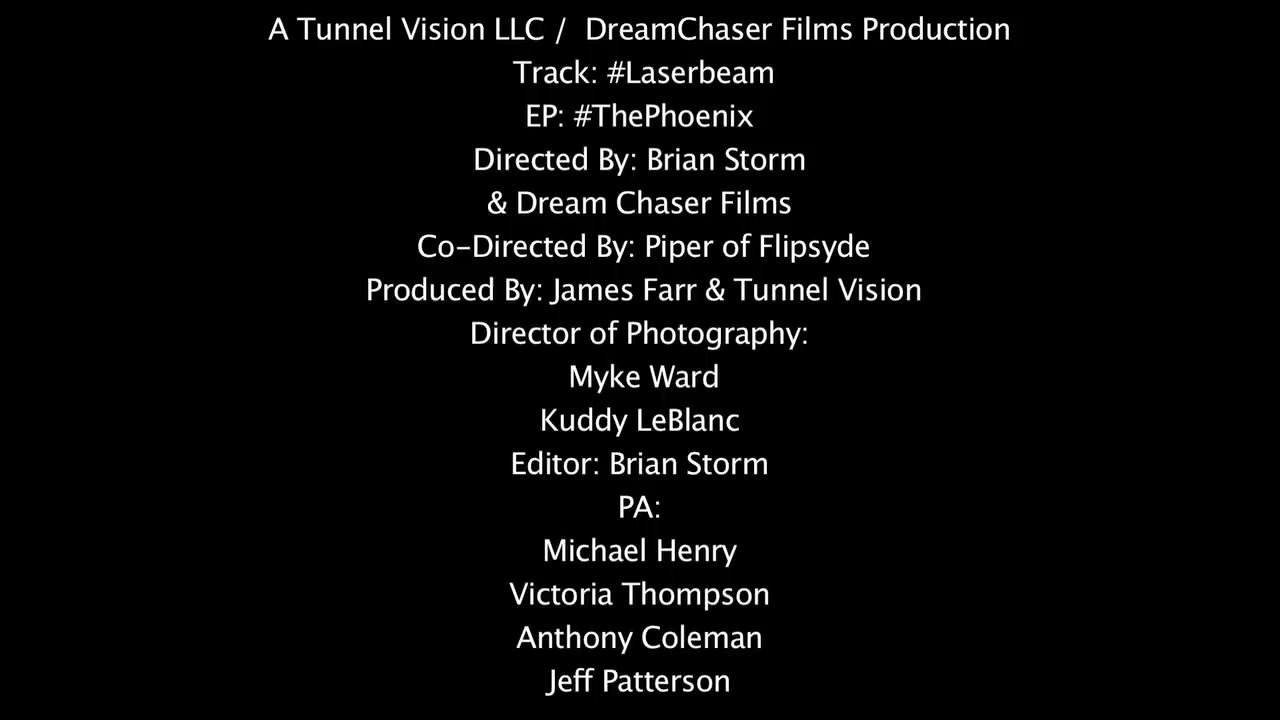 A Tunnel Vision LLC /  DreamChaser Films Production
Track: #Laserbeam
EP: #ThePhoenix
Directed By: Brian Storm
& Dream Chaser Films
Co-Directed By: Piper of Flipsyde
Produced By: James Farr & Tunnel Vision
Director of Photography:
Myke Ward
Kuddy LeBlanc
Editor: Brian Storm
PA:
Michael Henry
Victoria Thompson
Anthony Coleman
Jeff Patterson